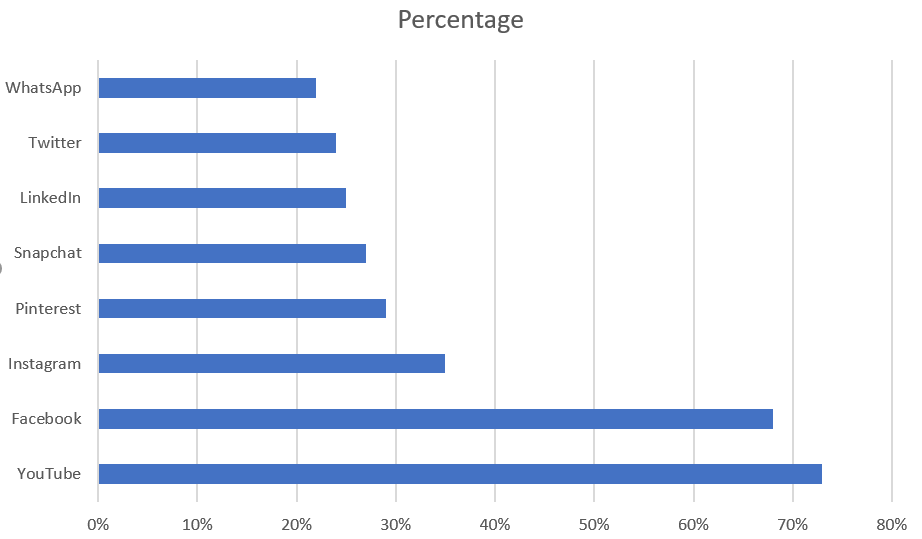 Percentage
WhatsApp
Twitter
LinkedIn
Snapchat
Pinterest
Instagram
Facebook
YouTube
0% 10% 20% 30% 40% 50% 60% 70% 80%